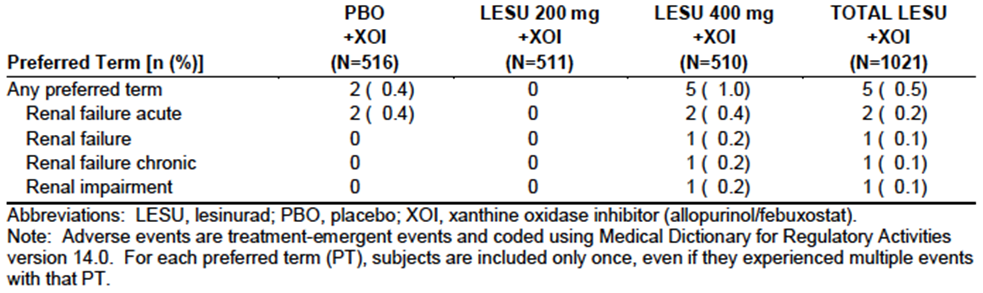 PBO LESU 200 mg LESU 400 mg TOTAL LESU
+XOI +XOI +XOI +XOI
Preferred Term [n (%)] (N=516) (N=511) (N=510) (N=1021)
Any preferred term 2 ( 0.4) 0 5 ( 1.0) 5 ( 0.5)
Renal failure acute 2 ( 0.4) 0 2 ( 0.4) 2 ( 0.2)
Renal failure 0 0 1 ( 0.2) 1 ( 0.1)
Renal failure chronic 0 0 1 ( 0.2) 1 ( 0.1)
Renal impairment 0 0 1 ( 0.2) 1 ( 0.1)
Abbreviations: LESU, lesinurad; PBO, placebo; XOI, xanthine oxidase inhibitor (allopurinol/febuxostat).
Note: Adverse events are treatment-emergent events and coded using Medical Dictionary for Regulatory Activities
version 14.0. For each preferred term (PT), subjects are included only once, even if they experienced multiple events
with that PT.